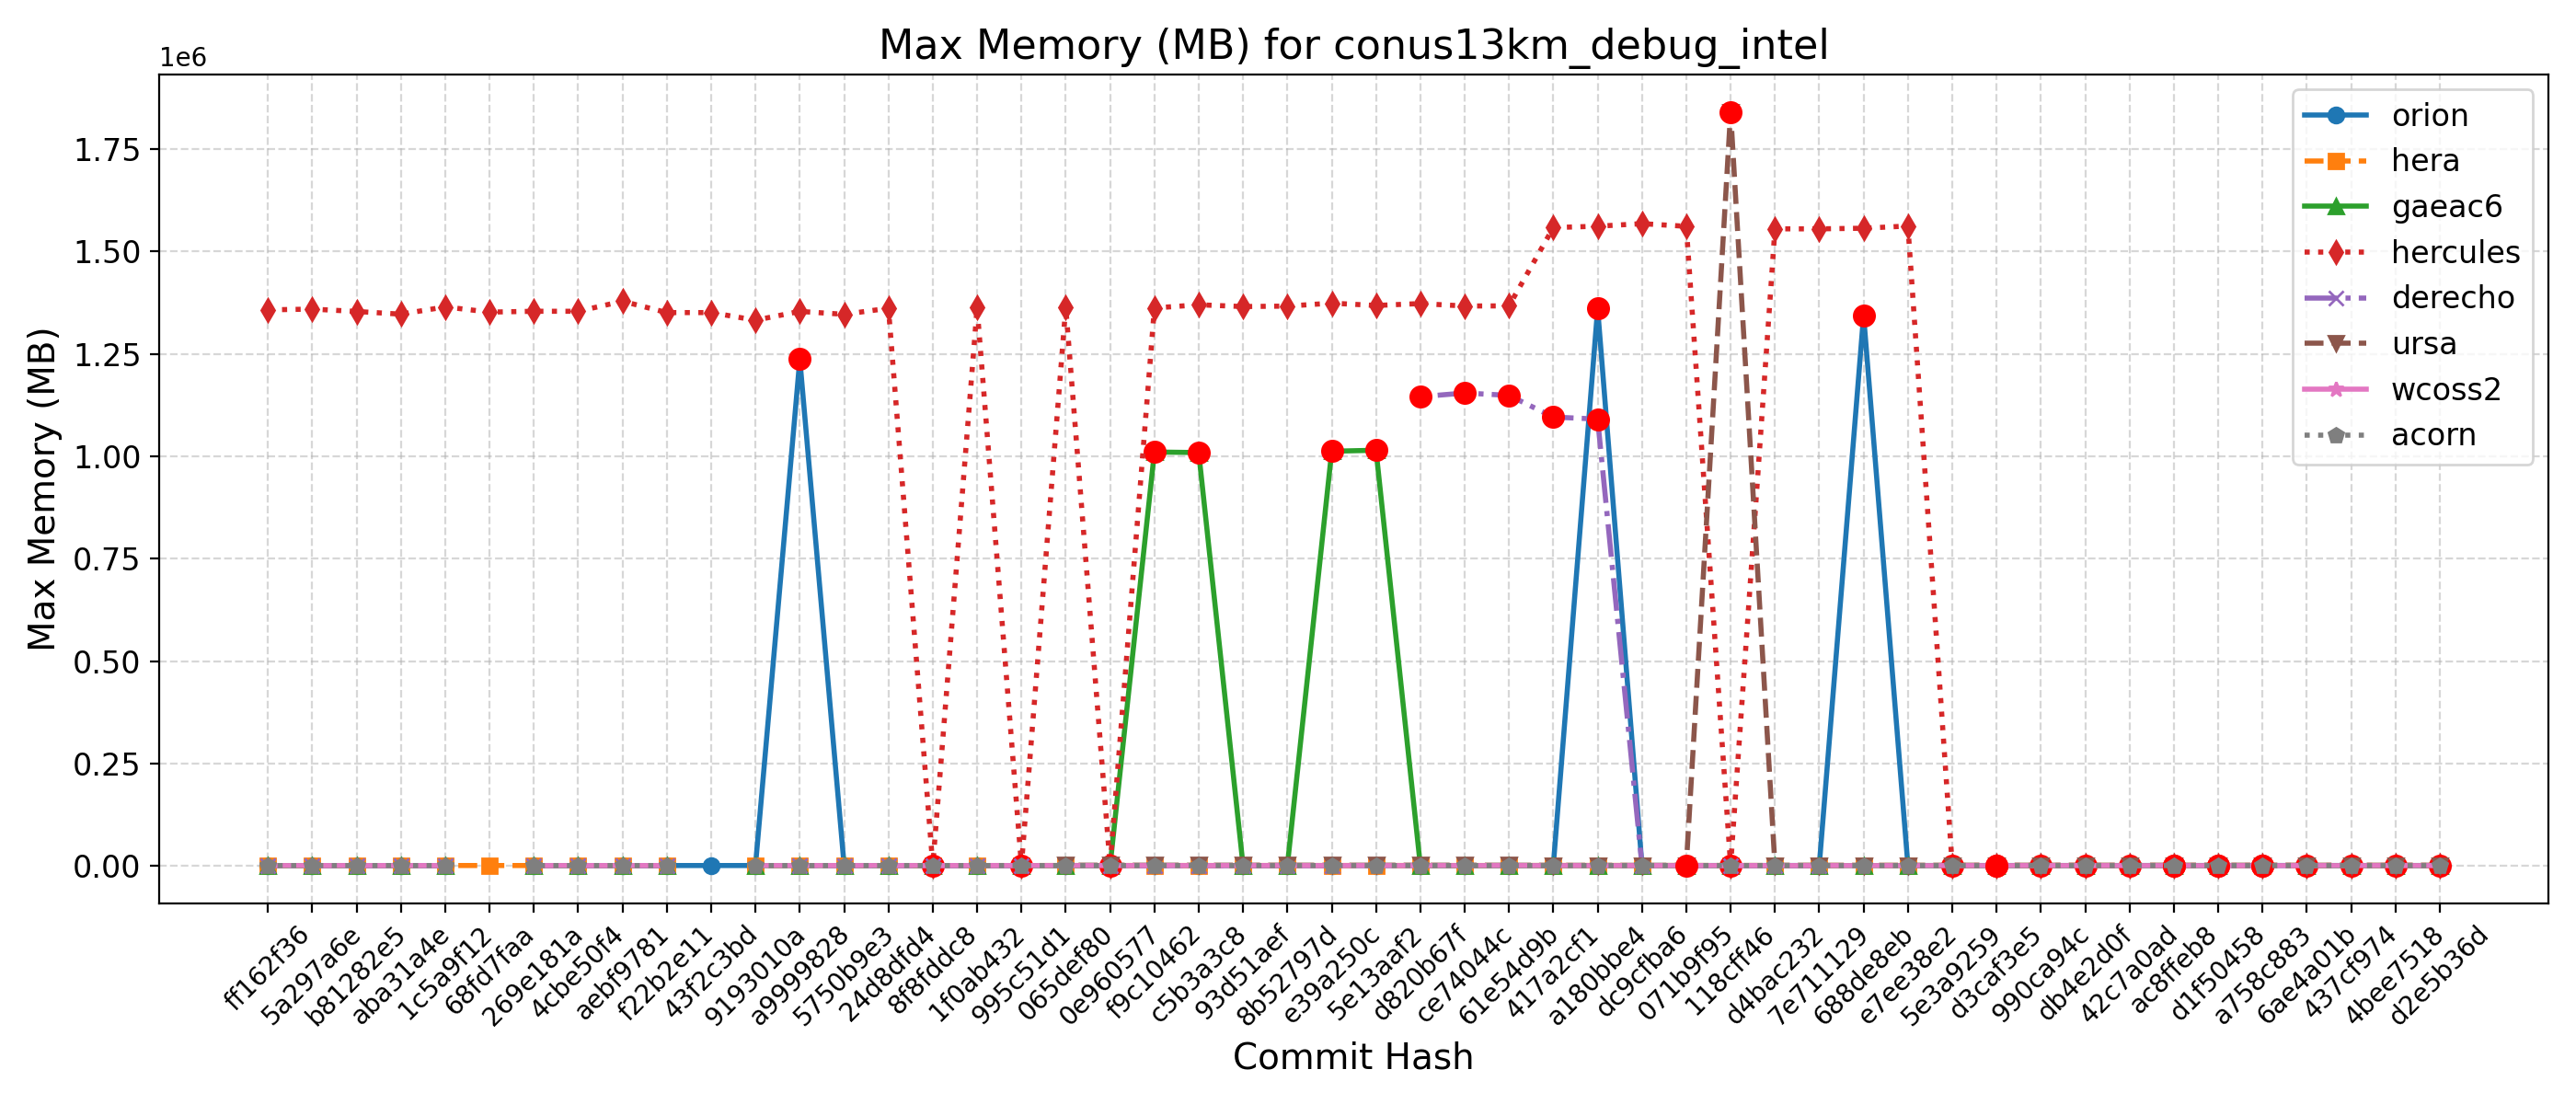 Max Memory (MB) for conus13km_debug_intel
1e6
1.75
1.50
1.25
1.00
0.75
0.50
0.25
0.00
Max Memory (MB)
orion
hera
gaeac6
hercules
derecho
ursa
wcoss2
acorn
ff162f36
5a297a6e
b81282e5
aba31a4e
1c5a9f12
68fd7faa
269e181a
4cbe50f4
aebf9781
f22b2e11
43f2c3bd
9193010a
a9999828
5750b9e3
24d8dfd4
8f8fddc8
1f0ab432
995c51d1
065def80
0e960577
f9c10462
c5b3a3c8
93d51aef
8b52797d
e39a250c
5e13aaf2
d820b67f
ce74044c
61e54d9b
417a2cf1
a180bbe4
dc9cfba6
071b9f95
118cff46
d4bac232
7e711129
688de8eb
e7ee38e2
5e3a9259
d3caf3e5
990ca94c
db4e2d0f
42c7a0ad
ac8ffeb8
d1f50458
a758c883
6ae4a01b
437cf974
4bee7518
d2e5b36d
Commit Hash